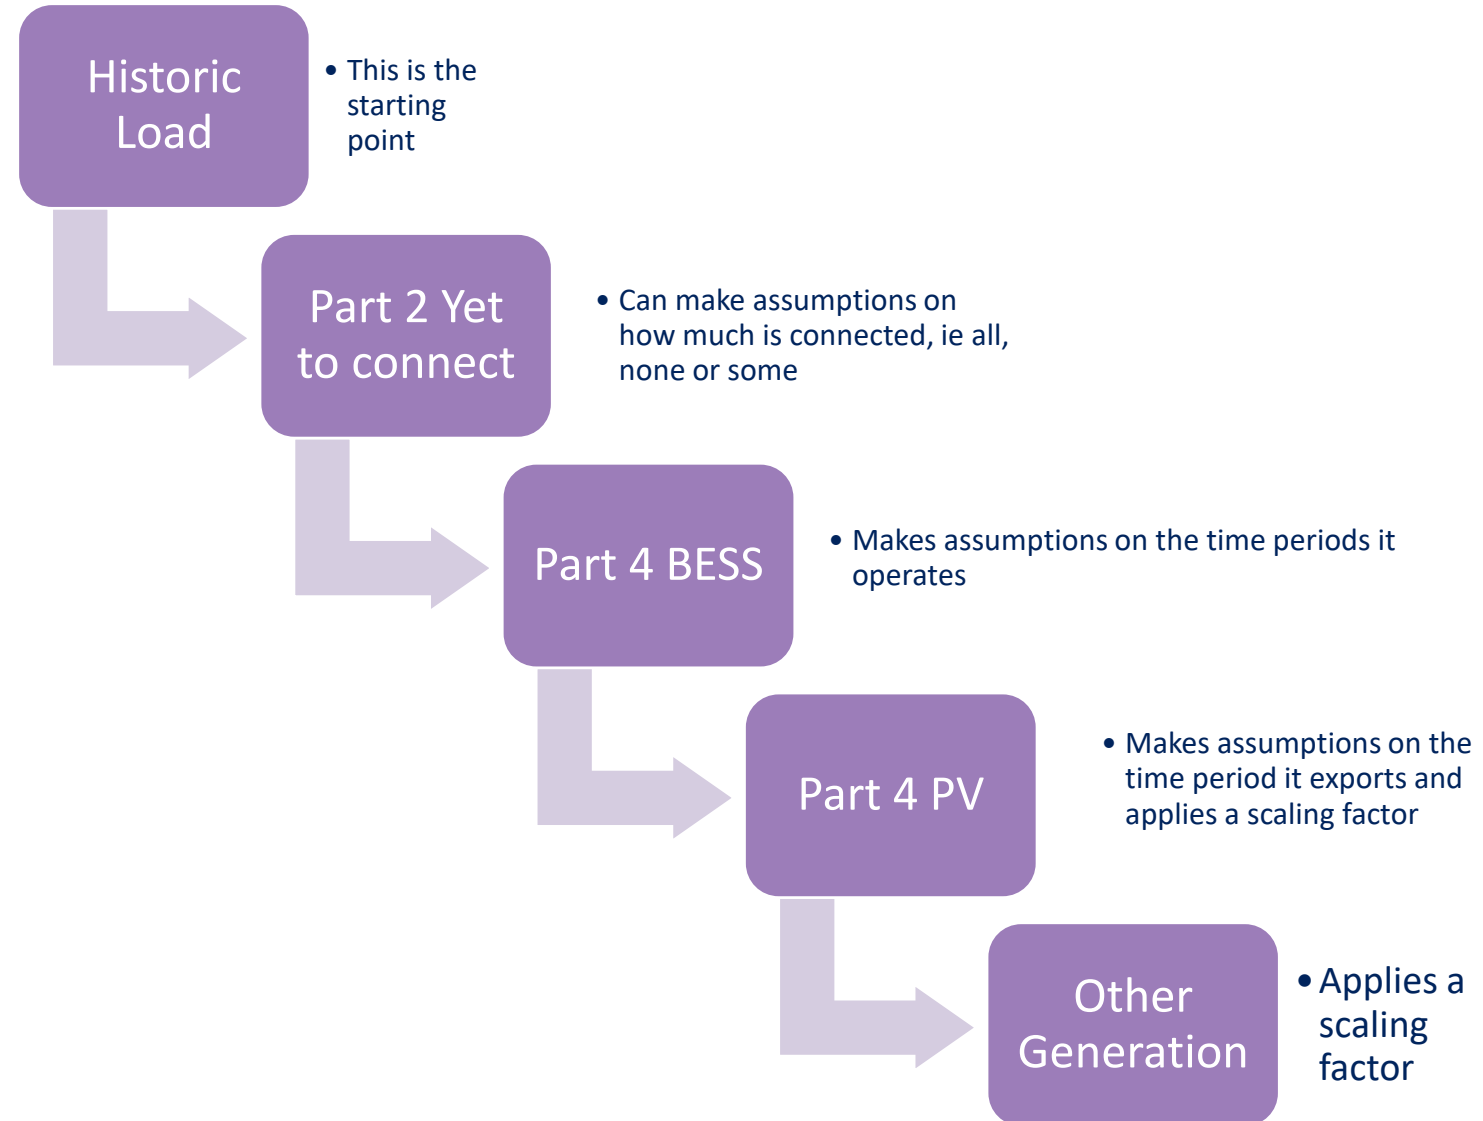 Historic
Load
• This is the
starting
point
Part 2 Yet
to connect
• Can make assumptions on
how much is connected, ie all,
none or some
Part 4 BESS
• Makes assumptions on the time periods it
operates
Part 4 PV
• Makes assumptions on the
time period it exports and
applies a scaling factor
Other
Generation
• Applies a
scaling
factor